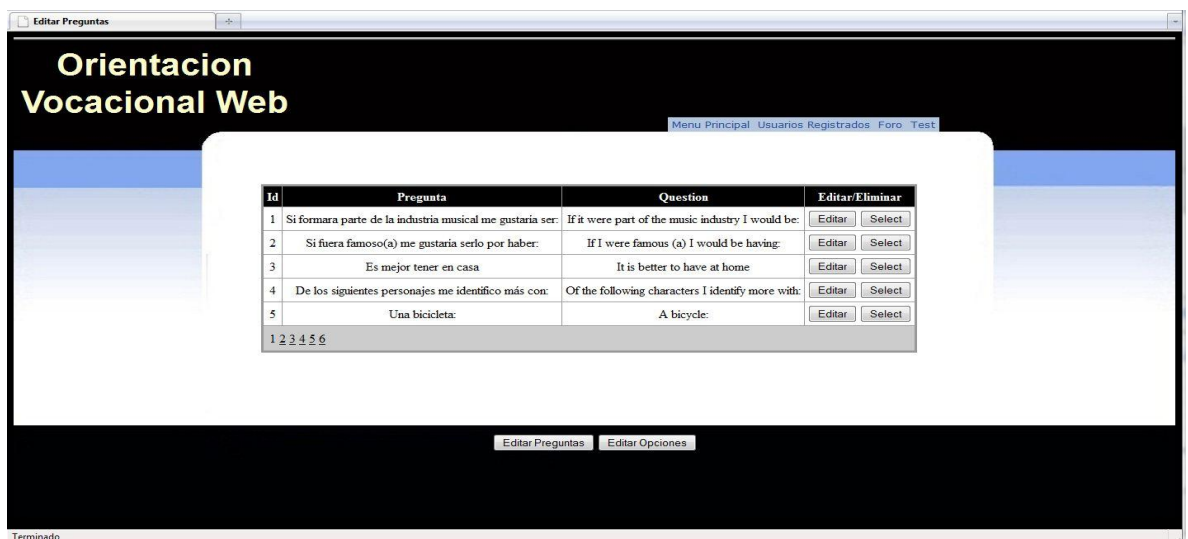 Editar Preguntas
Orientacion
Vocacional Web
Menu Principal Usuarios Registrados Foro Test
Id Pregunta Question Editar/Eliminar
1 Si formara parte de la industria musical me gustaria ser: If it were part of the music industry I would be: Editar Select
2 Si fuera famoso(a) me gustaria serlo por haber: If I were famous (a) I would be having: Editar Select
3 Es mejor tener en casa It is better to have at home Editar Select
4 De los siguientes personajes me identifico más con: Of the following characters I identify more with: Editar Select
5 Una bicicleta: A bicycle: Editar Select
1 2 3 4 5 6
Editar Preguntas Editar Opciones
Terminado